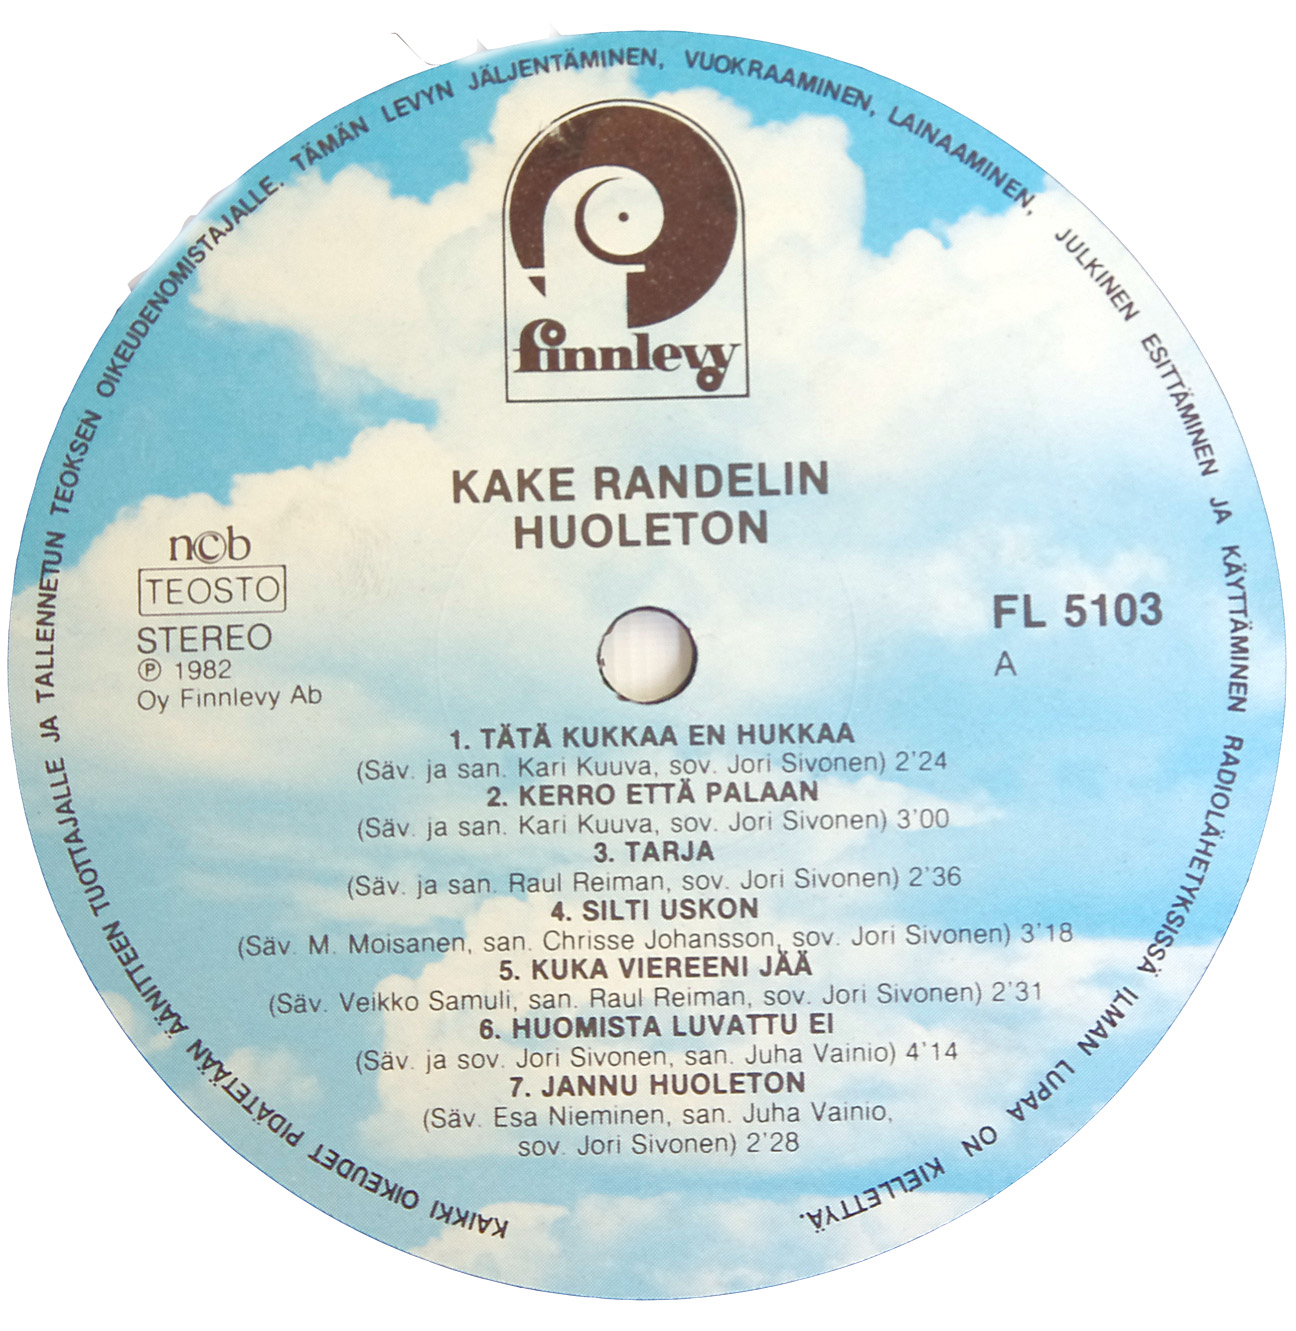 KAIKKI OIKEUDET PIDÄTETÄÄN ÄÄNITTEEN TUOTTAJALLE JA TALLENNETUN TEOKSEN OIKEUDENOMISTAJALLE. TÄMÄN LEVYN JÄLJENTÄMINEN, VUOKRAAMINEN, LAINAAMINEN, JULKINEN ESITTÄMINEN JA KÄYTTÄMINEN RADIOLÄHETYKSISSÄ ILMAN LUPAA ON KIELLETTYÄ.
finnlevy
KAKE RANDELIN
HUOLETON
n©b
TEOSTO
STEREO
℗ 1982
Oy Finnlevy Ab
FL 5103
A
1. TÄTÄ KUKKAA EN HUKKAA
(Säv. ja san. Kari Kuuva, sov. Jori Sivonen) 2'24
2. KERRO ETTÄ PALAAN
(Säv. ja san. Kari Kuuva, sov. Jori Sivonen) 3'00
3. TARJA
(Säv. ja san. Raul Reiman, sov. Jori Sivonen) 2'36
4. SILTI USKON
(Säv. M. Moisanen, san. Chrisse Johansson, sov. Jori Sivonen) 3'18
5. KUKA VIEREENI JÄÄ
(Säv. Veikko Samuli, san. Raul Reiman, sov. Jori Sivonen) 2'31
6. HUOMISTA LUVATTU EI
(Säv. ja sov. Jori Sivonen, san. Juha Vainio) 4'14
7. JANNU HUOLETON
(Säv. Esa Nieminen, san. Juha Vainio,
sov. Jori Sivonen) 2'28